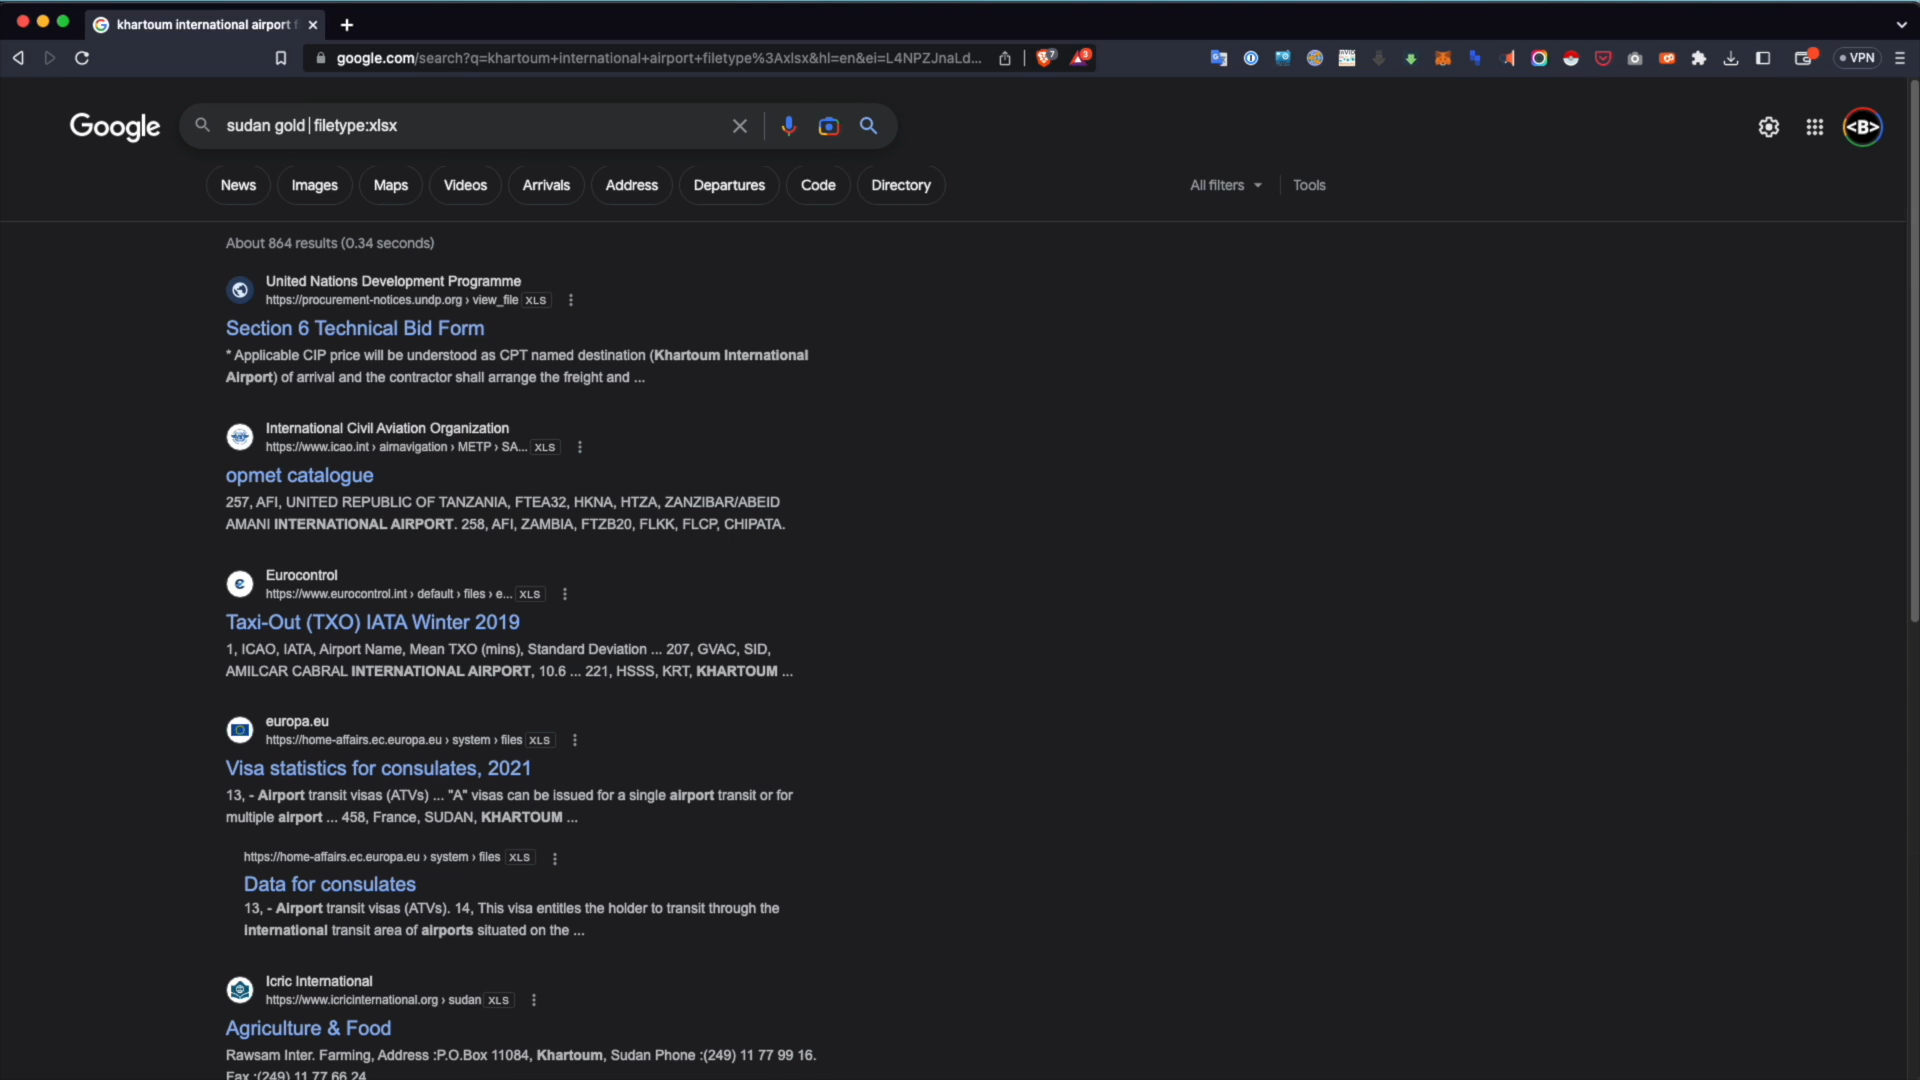 khartoum international airport f
google.com/search?q=khartoum+international+airport+filetype%3Axlsx&hl=en&ei=L4NPZJnaLd...
7
3
VPN
Google
sudan gold filetype:xlsx
<B>
News
Images
Maps
Videos
Arrivals
Address
Departures
Code
Directory
All filters
Tools
About 864 results (0.34 seconds)
United Nations Development Programme
https://procurement-notices.undp.org › view_file XLS
Section 6 Technical Bid Form
* Applicable CIP price will be understood as CPT named destination (Khartoum International
Airport) of arrival and the contractor shall arrange the freight and ...
International Civil Aviation Organization
https://www.icao.int › airnavigation › METP › SA... XLS
opmet catalogue
257, AFI, UNITED REPUBLIC OF TANZANIA, FTEA32, HKNA, HTZA, ZANZIBAR/ABEID
AMANI INTERNATIONAL AIRPORT. 258, AFI, ZAMBIA, FTZB20, FLKK, FLCP, CHIPATA.
Eurocontrol
https://www.eurocontrol.int › default › files › e... XLS
Taxi-Out (TXO) IATA Winter 2019
1, ICAO, IATA, Airport Name, Mean TXO (mins), Standard Deviation ... 207, GVAC, SID,
AMILCAR CABRAL INTERNATIONAL AIRPORT, 10.6 ... 221, HSSS, KRT, KHARTOUM ...
europa.eu
https://home-affairs.ec.europa.eu › system › files XLS
Visa statistics for consulates, 2021
13, - Airport transit visas (ATVs) ... "A" visas can be issued for a single airport transit or for
multiple airport ... 458, France, SUDAN, KHARTOUM ...
https://home-affairs.ec.europa.eu › system › files XLS
Data for consulates
13, - Airport transit visas (ATVs). 14, This visa entitles the holder to transit through the
international transit area of airports situated on the ...
Icric International
https://www.icricinternational.org › sudan XLS
Agriculture & Food
Rawsam Inter. Farming, Address :P.O.Box 11084, Khartoum, Sudan Phone :(249) 11 77 99 16.
Fax :(249) 11 77 66 24